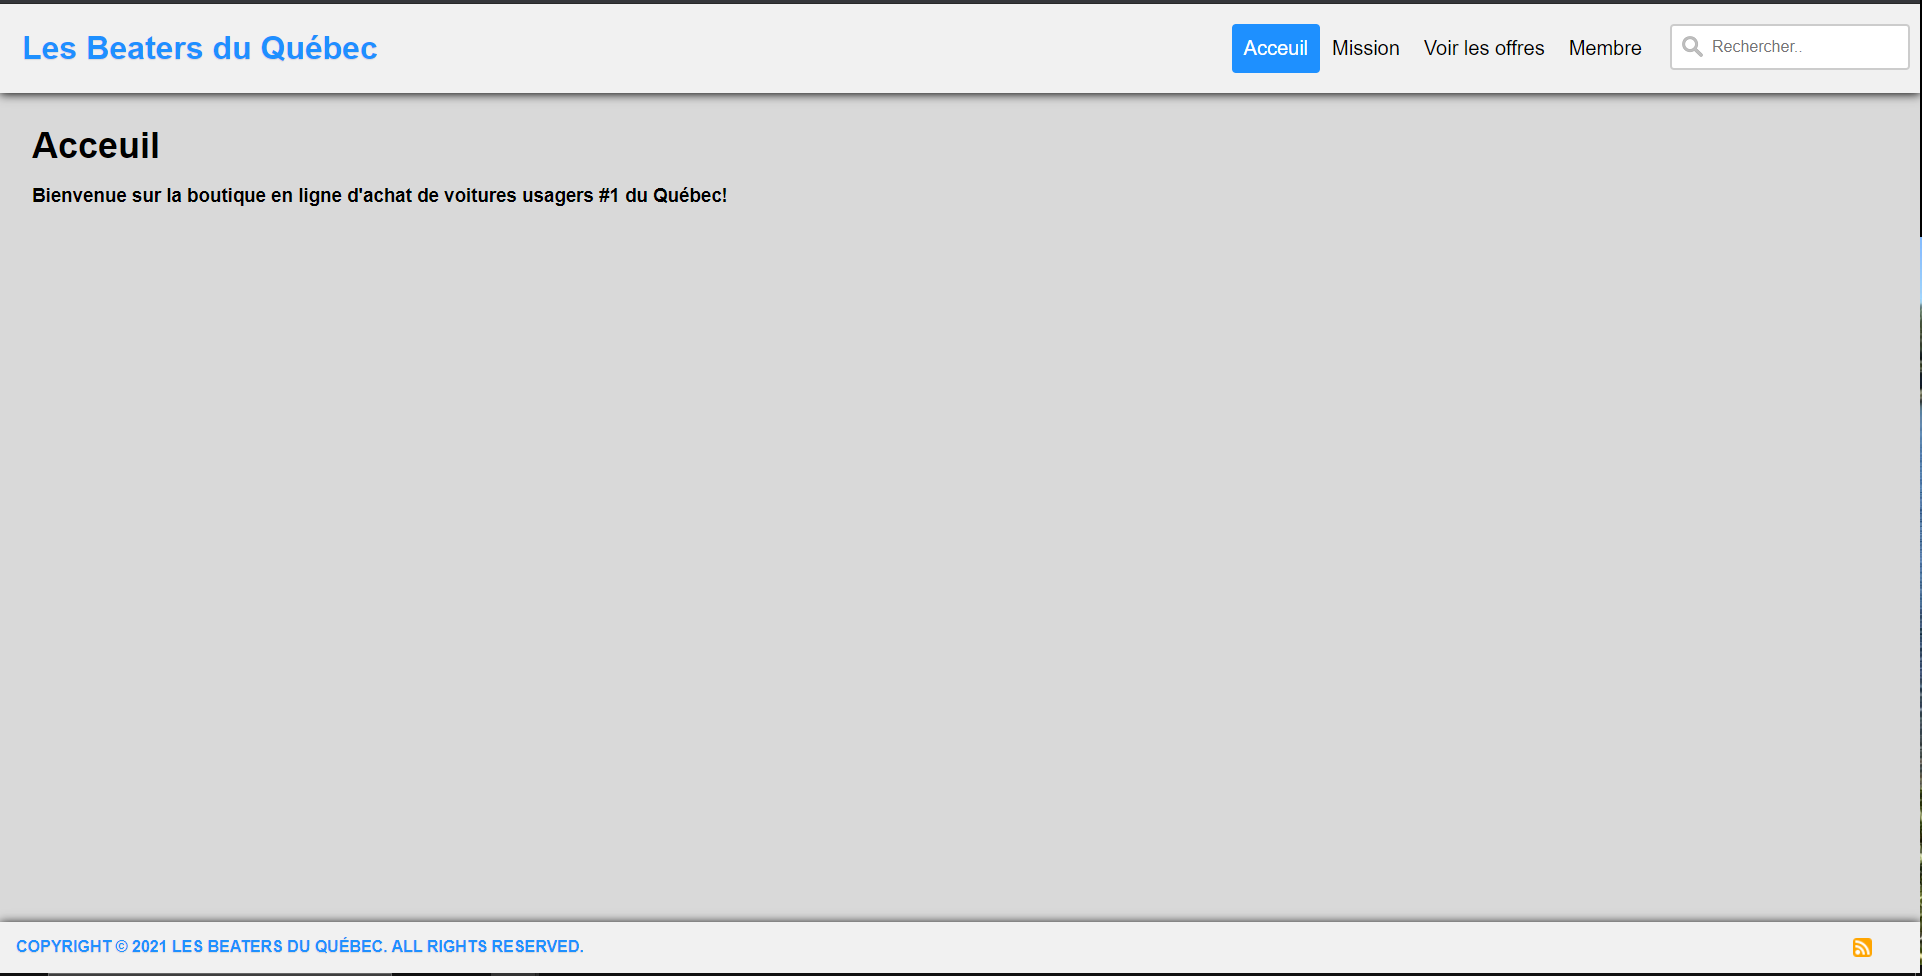 Les Beaters du Québec
Acceuil Mission Voir les offres Membre Rechercher..
Acceuil
Bienvenue sur la boutique en ligne d'achat de voitures usagers #1 du Québec!
COPYRIGHT © 2021 LES BEATERS DU QUÉBEC. ALL RIGHTS RESERVED.